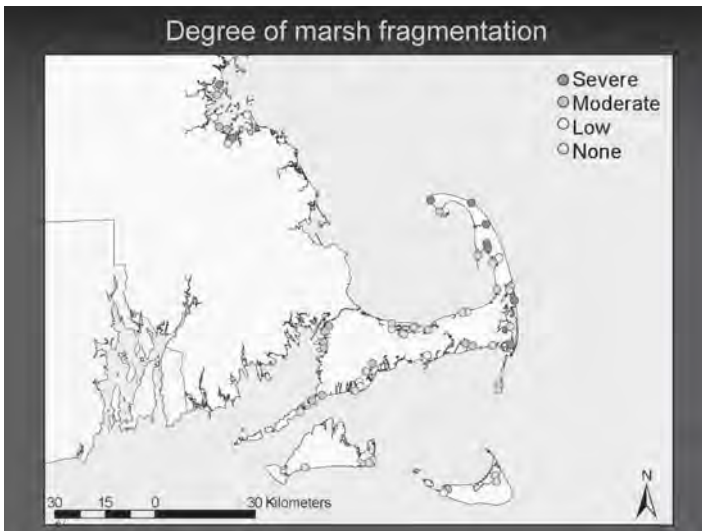 Degree of marsh fragmentation
Severe
Moderate
Low
None
N
30 15 0 30 Kilometers